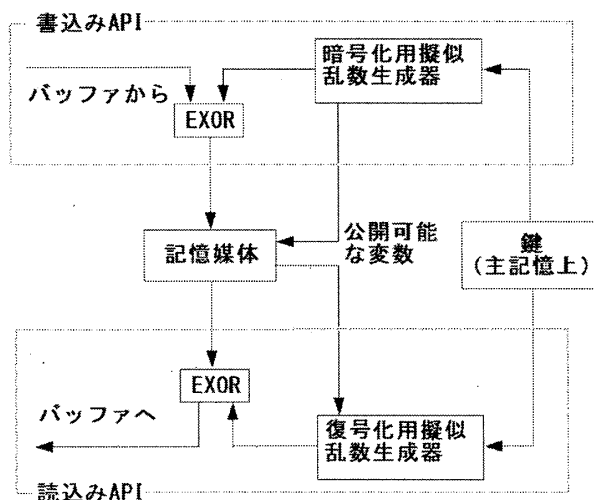 書込みAPI
暗号化用擬似
乱数生成器
バッファから
EXOR
公開可能
な変数
記憶媒体
鍵
(主記憶上)
EXOR
バッファへ
復号化用擬似
乱数生成器
読込みAPI